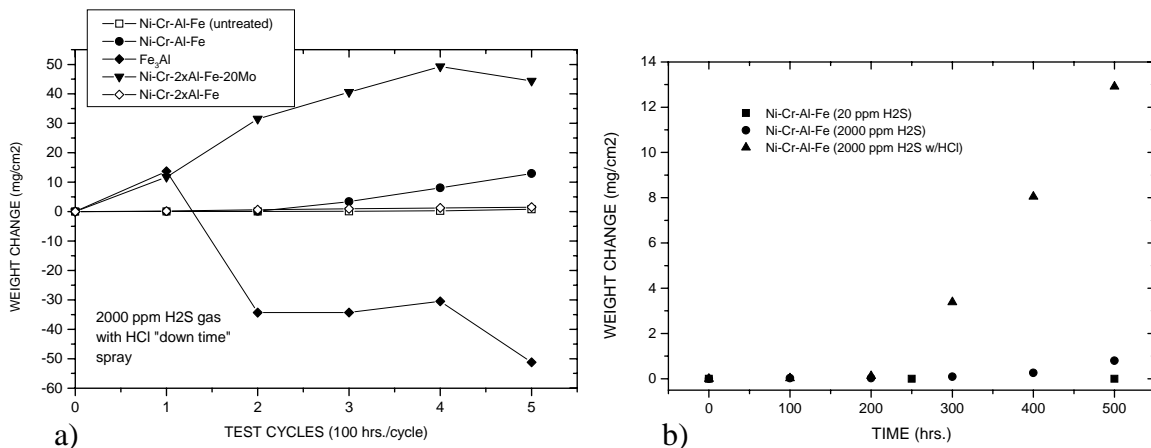 Ni-Cr-Al-Fe (untreated)
Ni-Cr-Al-Fe
Fe3Al
Ni-Cr-2xAl-Fe-20Mo
Ni-Cr-2xAl-Fe
50
40
30
20
10
0
-10
-20
-30
-40
-50
-60
WEIGHT CHANGE (mg/cm2)
2000 ppm H2S gas
with HCl "down time"
spray
0 1 2 3 4 5
TEST CYCLES (100 hrs./cycle)
a)
14
12
10
8
6
4
2
0
WEIGHT CHANGE (mg/cm2)
Ni-Cr-Al-Fe (20 ppm H2S)
Ni-Cr-Al-Fe (2000 ppm H2S)
Ni-Cr-Al-Fe (2000 ppm H2S w/HCl)
0 100 200 300 400 500
TIME (hrs.)
b)